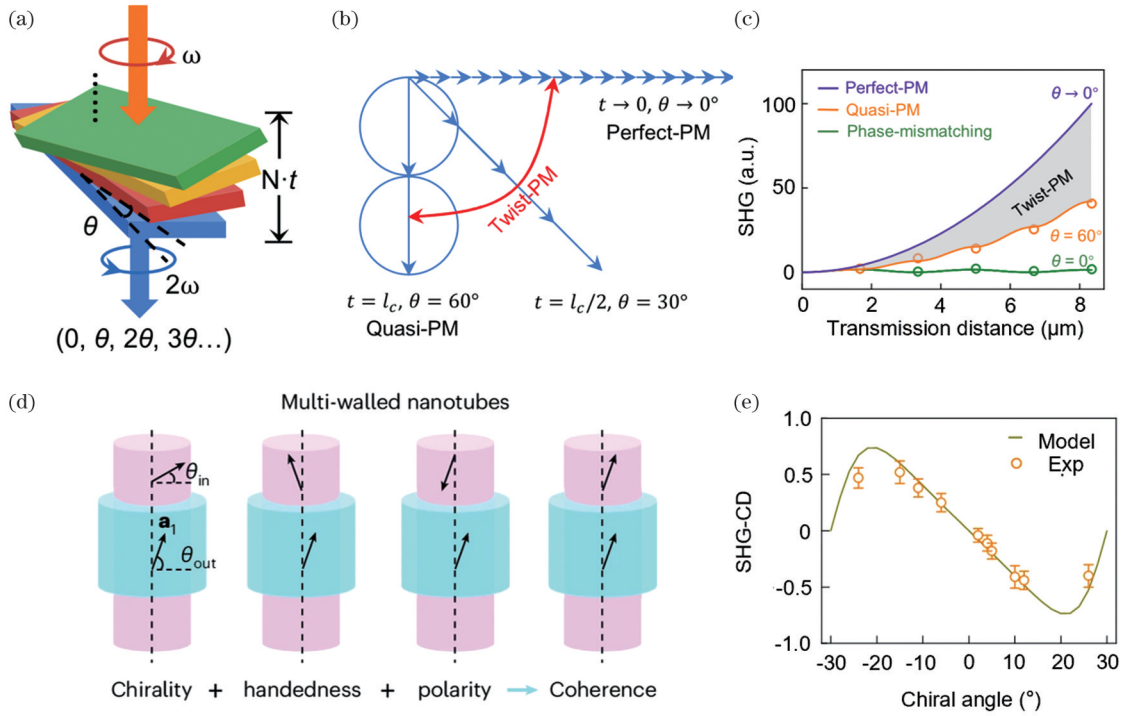 (a)
ω
N·t
θ
2ω
(0, θ, 2θ, 3θ...)
(b)
t → 0, θ → 0°
Perfect-PM
Twist-PM
t = l_c, θ = 60°
Quasi-PM
t = l_c/2, θ = 30°
(c)
Perfect-PM
Quasi-PM
Phase-mismatching
θ → 0°
Twist-PM
θ = 60°
θ = 0°
100
50
0
SHG (a.u.)
0 2 4 6 8
Transmission distance (μm)
(d)
Multi-walled nanotubes
θ_in
a_1
θ_out
Chirality + handedness + polarity → Coherence
(e)
Model
Exp
1.0
0.5
0
-0.5
-1.0
SHG-CD
-30 -20 -10 0 10 20 30
Chiral angle (°)